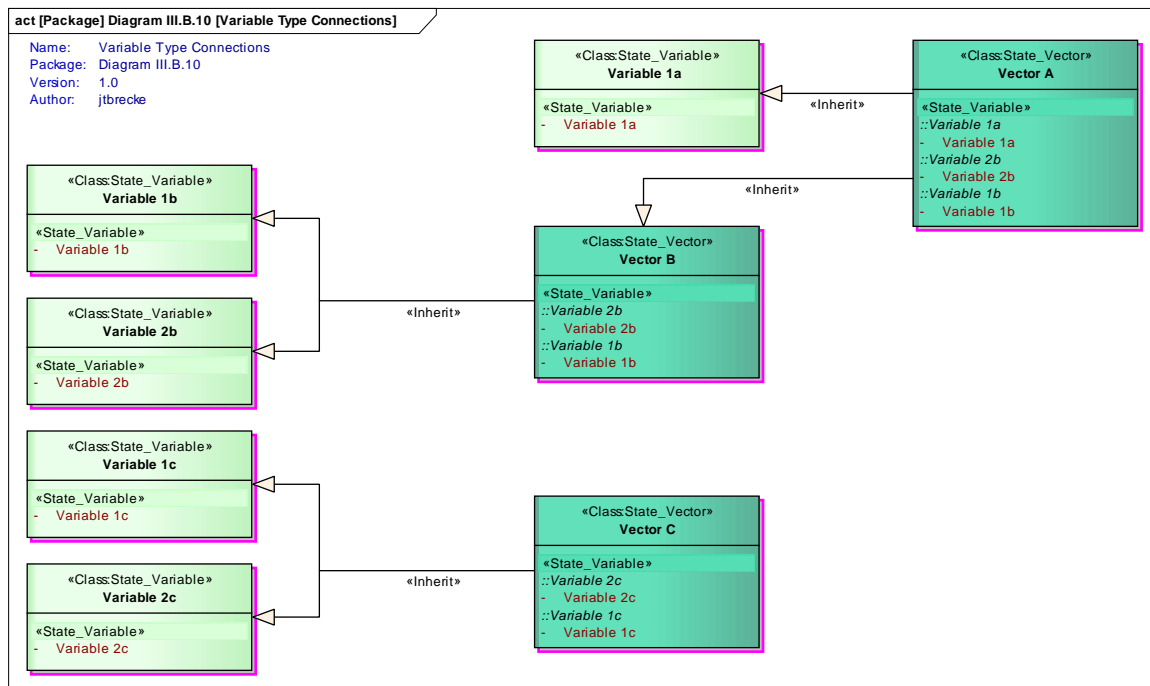 act [Package] Diagram III.B.10 [Variable Type Connections]
Name: Variable Type Connections
Package: Diagram III.B.10
Version: 1.0
Author: jtbrecke
«Class:State_Variable»
Variable 1a
«State_Variable»
- Variable 1a
«Inherit»
«Class:State_Vector»
Vector A
«State_Variable»
::Variable 1a
- Variable 1a
::Variable 2b
- Variable 2b
::Variable 1b
- Variable 1b
«Inherit»
«Class:State_Variable»
Variable 1b
«State_Variable»
- Variable 1b
«Class:State_Vector»
Vector B
«State_Variable»
::Variable 2b
- Variable 2b
::Variable 1b
- Variable 1b
«Inherit»
«Class:State_Variable»
Variable 2b
«State_Variable»
- Variable 2b
«Class:State_Variable»
Variable 1c
«State_Variable»
- Variable 1c
«Class:State_Vector»
Vector C
«State_Variable»
::Variable 2c
- Variable 2c
::Variable 1c
- Variable 1c
«Inherit»
«Class:State_Variable»
Variable 2c
«State_Variable»
- Variable 2c